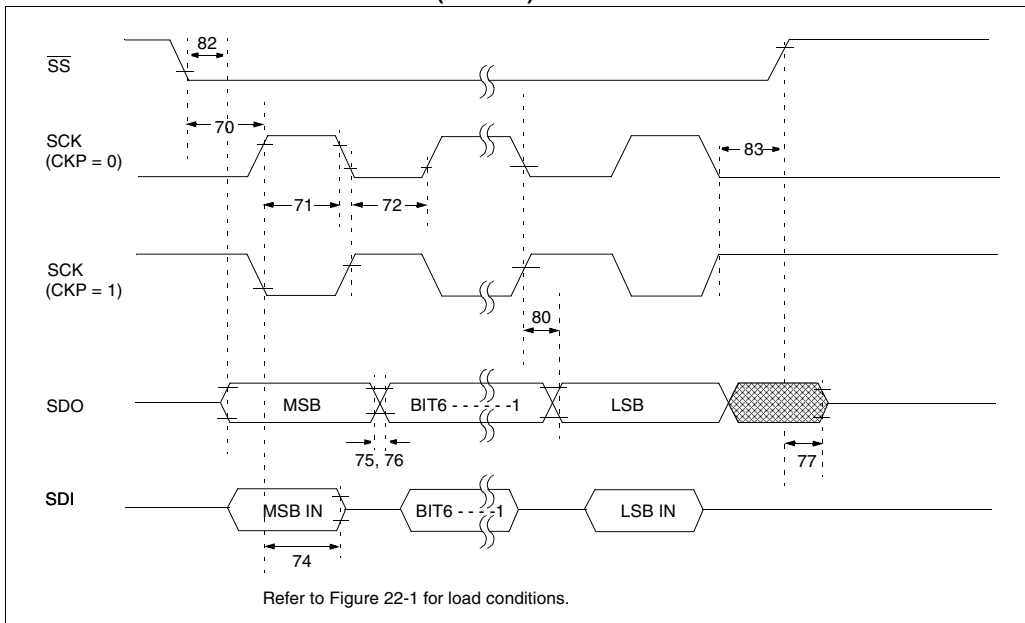 82
SS
70
SCK
(CKP = 0)
83
71
72
SCK
(CKP = 1)
80
SDO
MSB
BIT6 - - - - - -1
LSB
75, 76
77
SDI
MSB IN
BIT6 - - - -1
LSB IN
74
Refer to Figure 22-1 for load conditions.